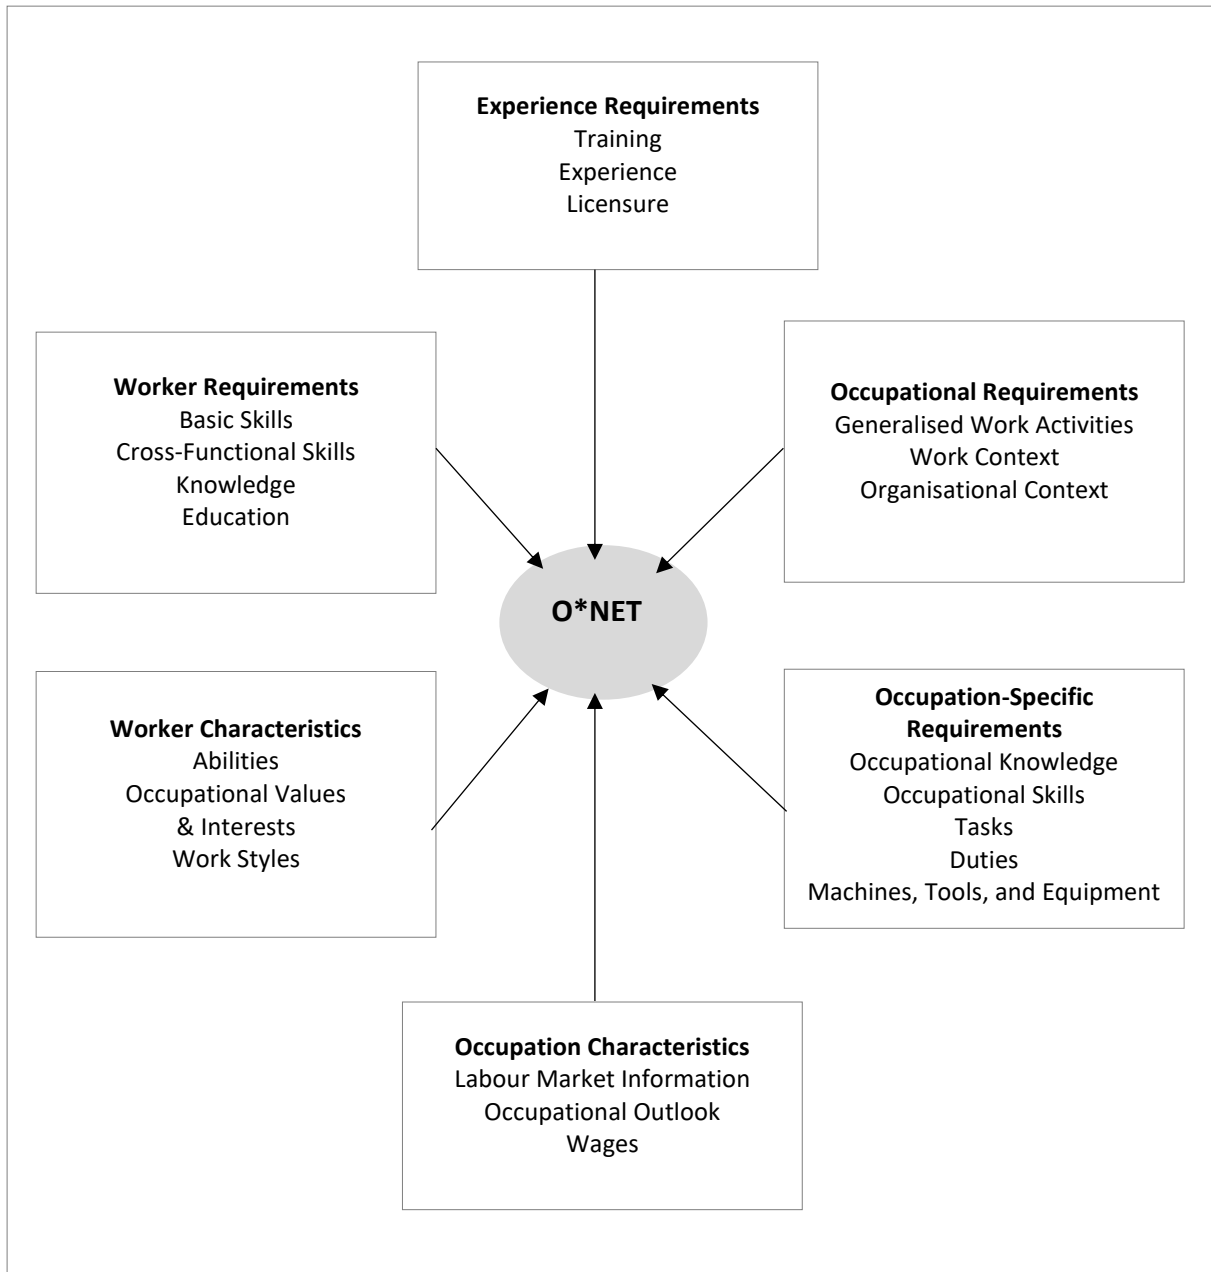 Experience Requirements
Training
Experience
Licensure
Worker Requirements
Basic Skills
Cross-Functional Skills
Knowledge
Education
Occupational Requirements
Generalised Work Activities
Work Context
Organisational Context
O*NET
Worker Characteristics
Abilities
Occupational Values
& Interests
Work Styles
Occupation-Specific
Requirements
Occupational Knowledge
Occupational Skills
Tasks
Duties
Machines, Tools, and Equipment
Occupation Characteristics
Labour Market Information
Occupational Outlook
Wages